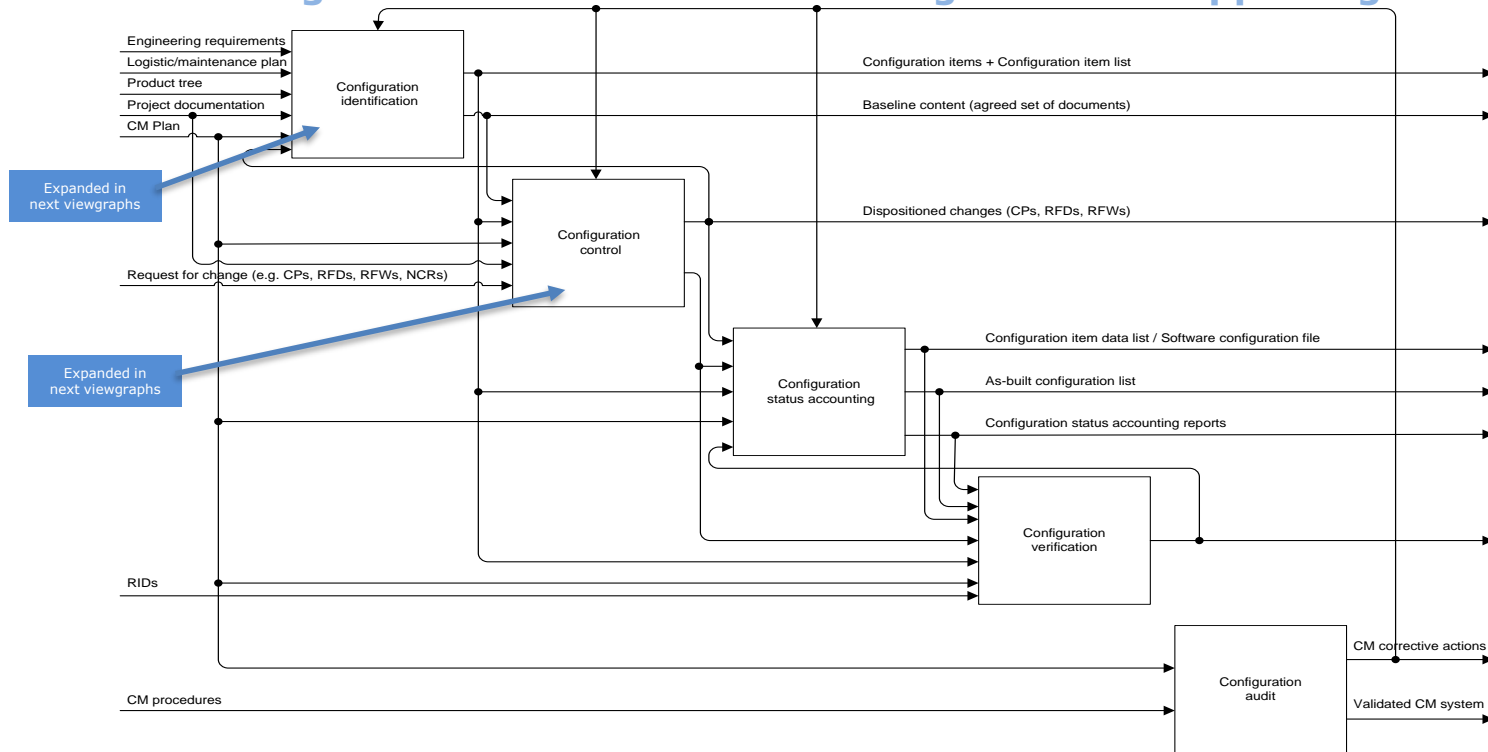 Engineering requirements
Logistic/maintenance plan
Product tree
Project documentation
CM Plan
Configuration
identification
Configuration items + Configuration item list
Baseline content (agreed set of documents)
Expanded in
next viewgraphs
Configuration
control
Dispositioned changes (CPs, RFDs, RFWs)
Request for change (e.g. CPs, RFDs, RFWs, NCRs)
Expanded in
next viewgraphs
Configuration
status accounting
Configuration item data list / Software configuration file
As-built configuration list
Configuration status accounting reports
Configuration
verification
RIDs
Configuration
audit
CM corrective actions
Validated CM system
CM procedures